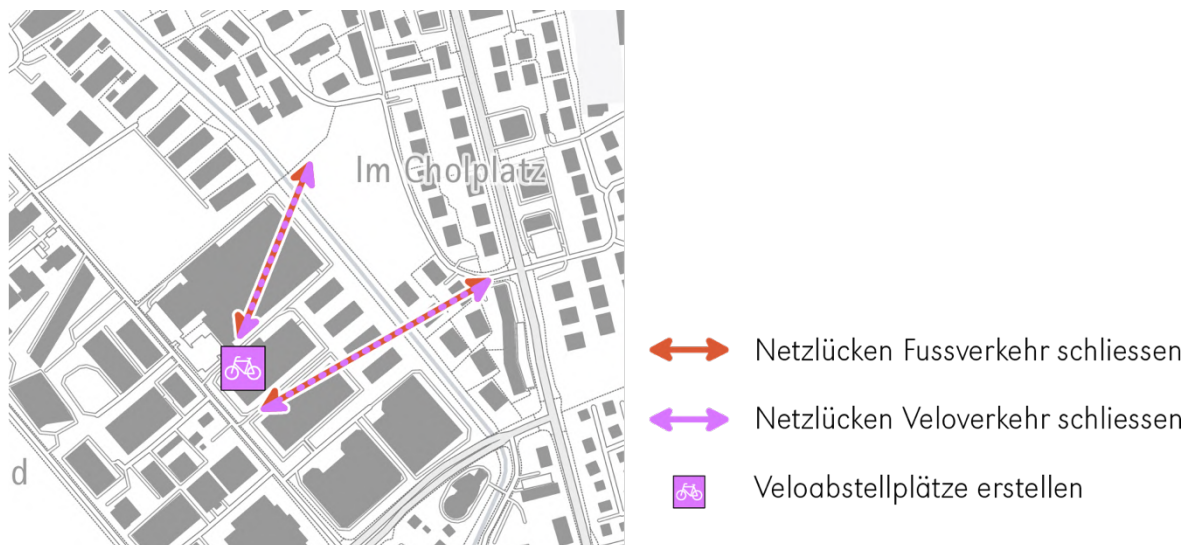 Im Cholplatz
d
Netzlücken Fussverkehr schliessen
Netzlücken Veloverkehr schliessen
Veloabstellplätze erstellen